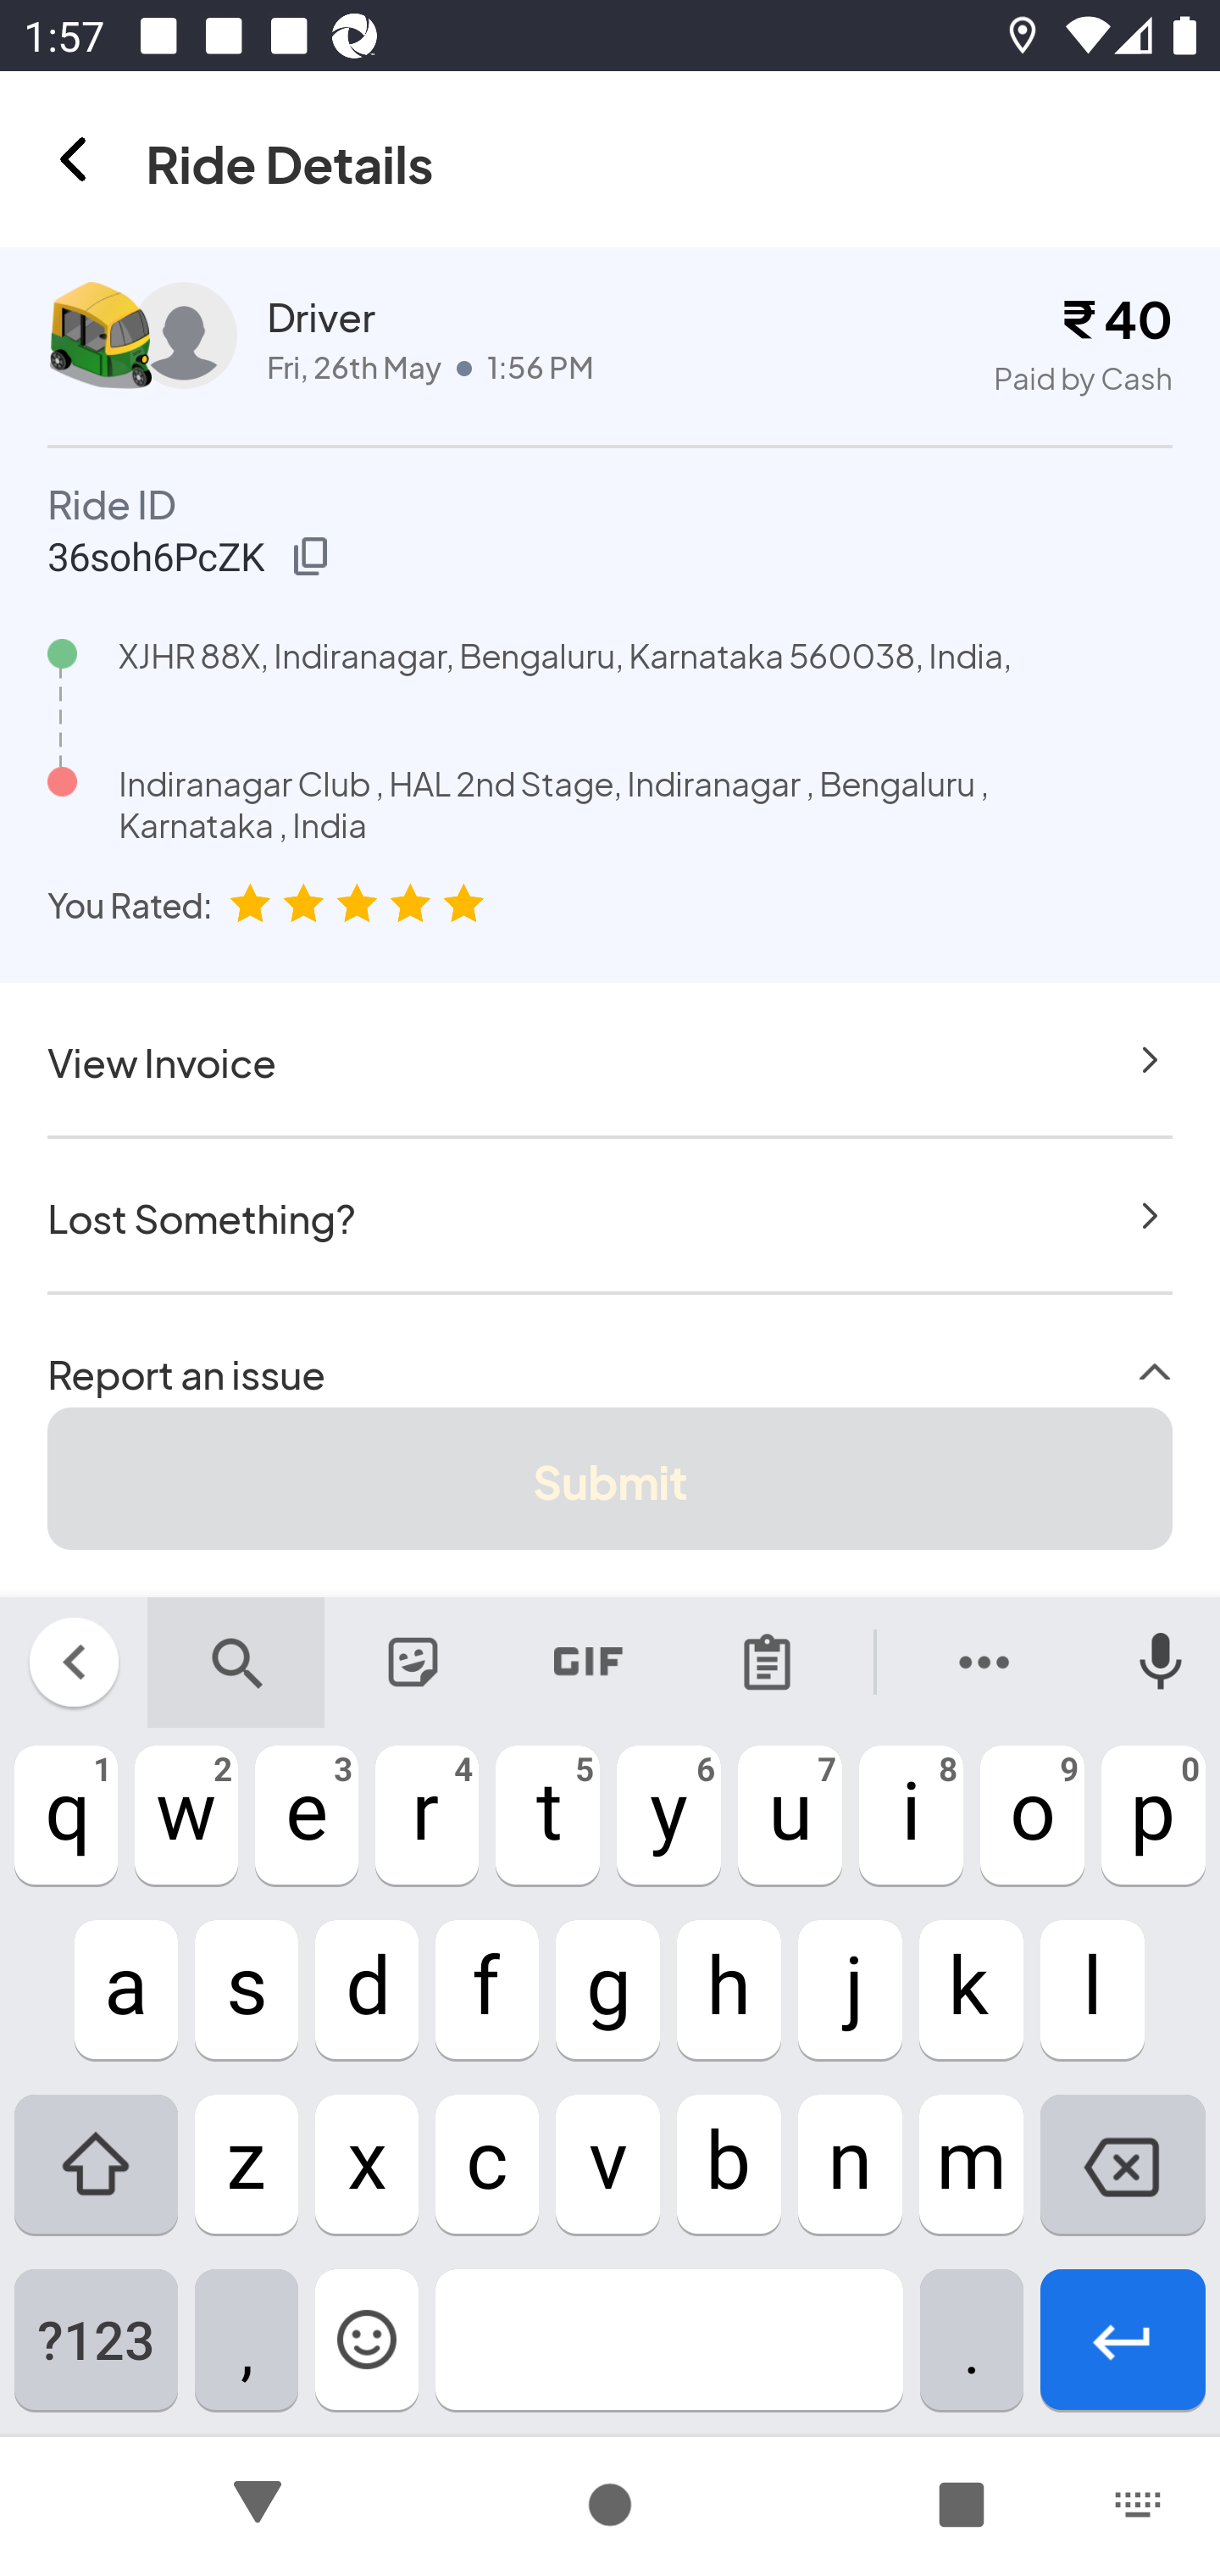 1:57
Ride Details
Driver
₹ 40
Fri, 26th May ● 1:56 PM
Paid by Cash
Ride ID
36soh6PcZK
XJHR 88X, Indiranagar, Bengaluru, Karnataka 560038, India,
Indiranagar Club , HAL 2nd Stage, Indiranagar , Bengaluru ,
Karnataka , India
You Rated:
View Invoice
Lost Something?
Report an issue
Submit
GIF
q 1 w 2 e 3 r 4 t 5 y 6 u 7 i 8 o 9 p 0
a s d f g h j k l
z x c v b n m
?123 , .